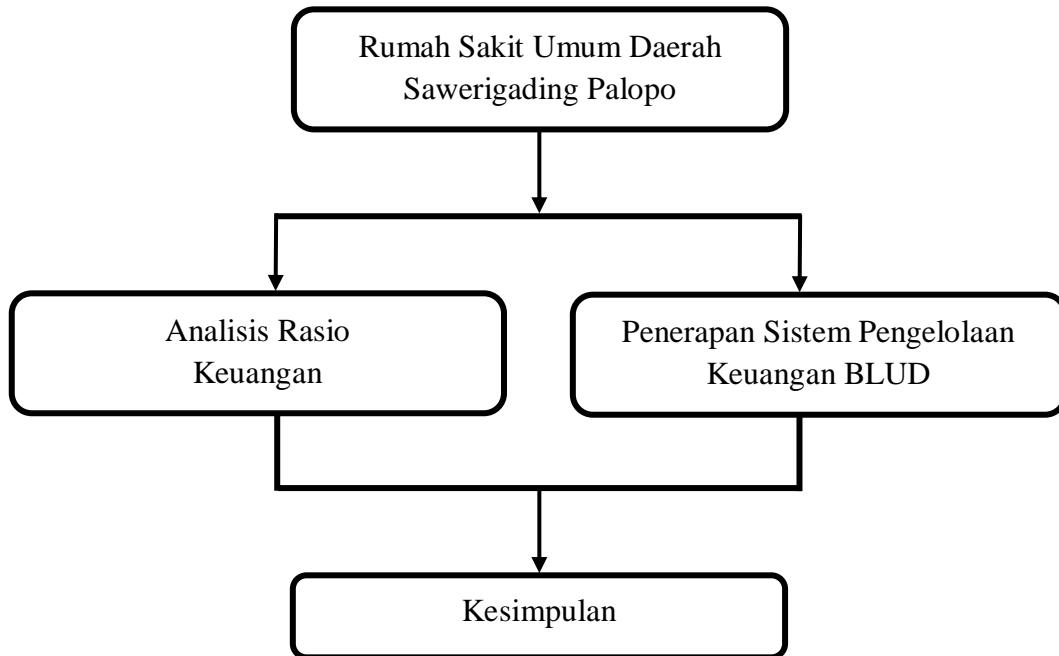 Rumah Sakit Umum Daerah
Sawerigading Palopo
Analisis Rasio
Keuangan
Penerapan Sistem Pengelolaan
Keuangan BLUD
Kesimpulan